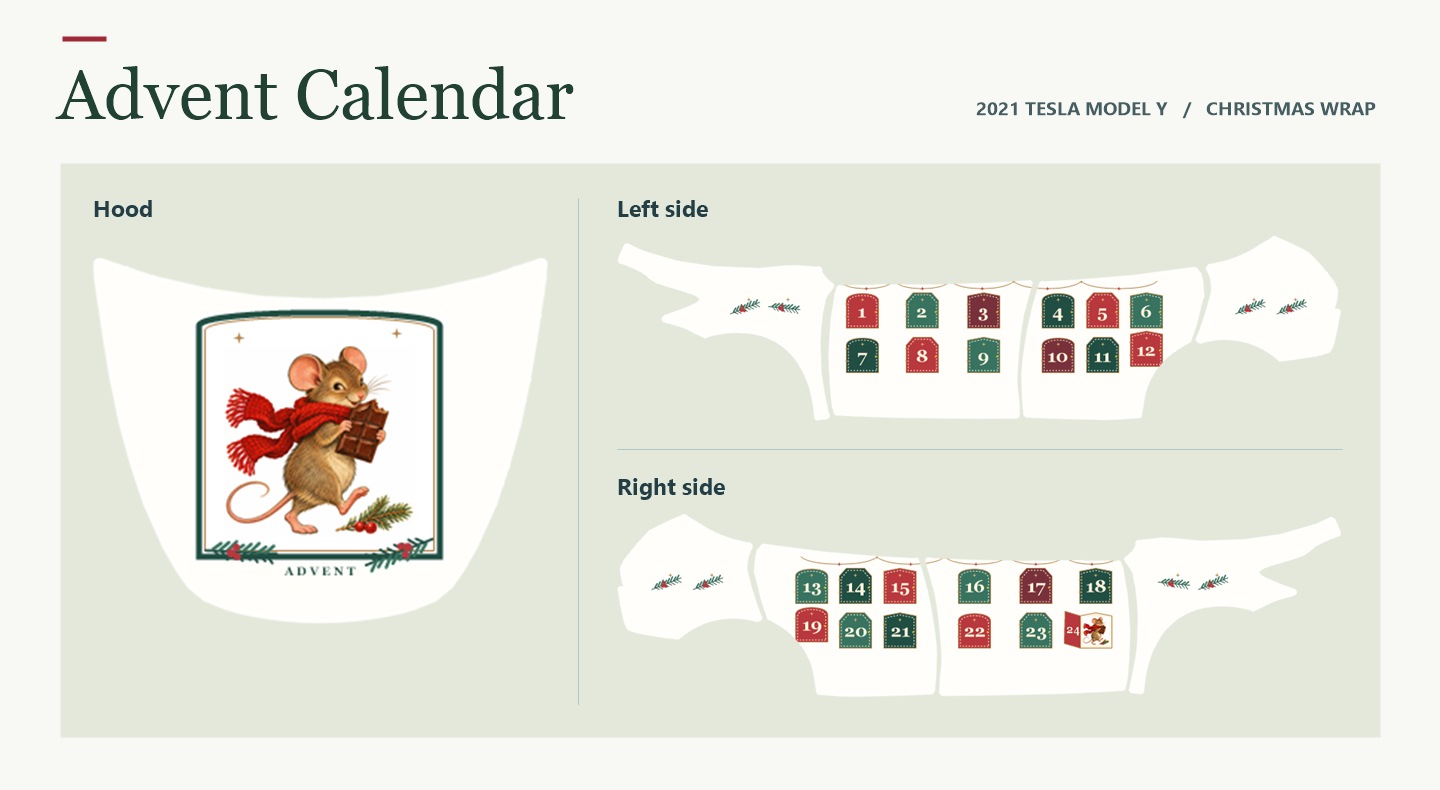 Advent Calendar
2021 TESLA MODEL Y / CHRISTMAS WRAP
Hood
ADVENT
Left side
1 2 3 4 5 6
7 8 9 10 11 12
Right side
13 14 15 16 17 18
19 20 21 22 23 24